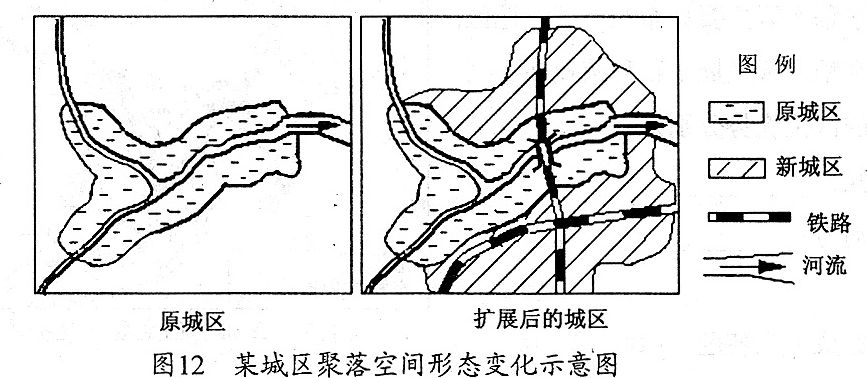 图 例
原城区
新城区
铁路
河流
原城区
扩展后的城区
图12 某城区聚落空间形态变化示意图